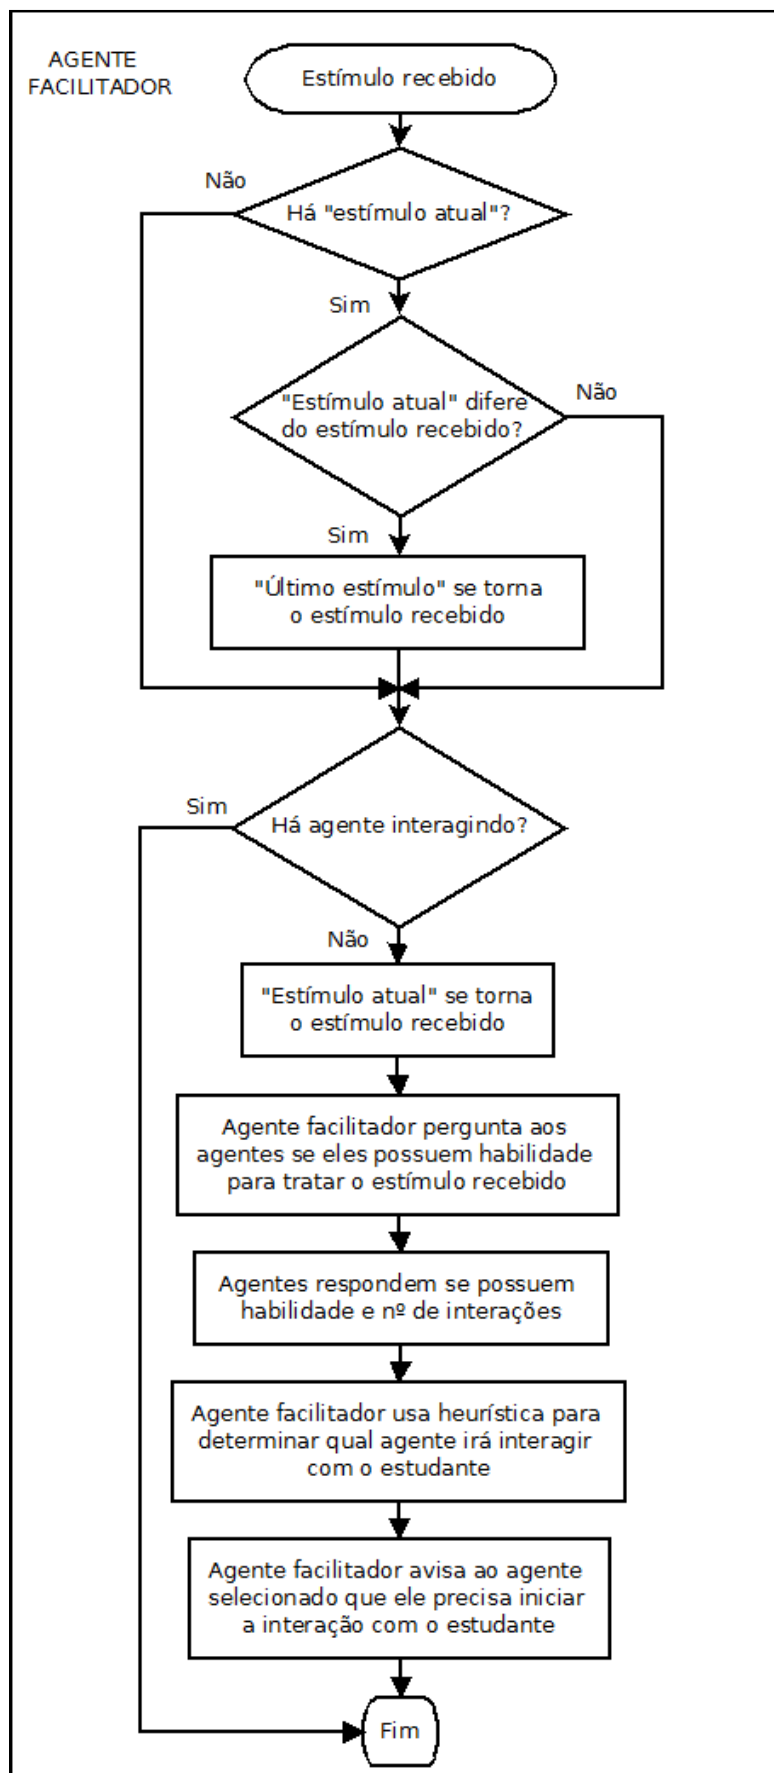 AGENTE
FACILITADOR
Estímulo recebido
Não
Há "estímulo atual"?
Sim
"Estímulo atual" difere
do estímulo recebido?
Não
Sim
"Último estímulo" se torna
o estímulo recebido
Sim
Há agente interagindo?
Não
"Estímulo atual" se torna
o estímulo recebido
Agente facilitador pergunta aos
agentes se eles possuem habilidade
para tratar o estímulo recebido
Agentes respondem se possuem
habilidade e nº de interações
Agente facilitador usa heurística para
determinar qual agente irá interagir
com o estudante
Agente facilitador avisa ao agente
selecionado que ele precisa iniciar
a interação com o estudante
Fim